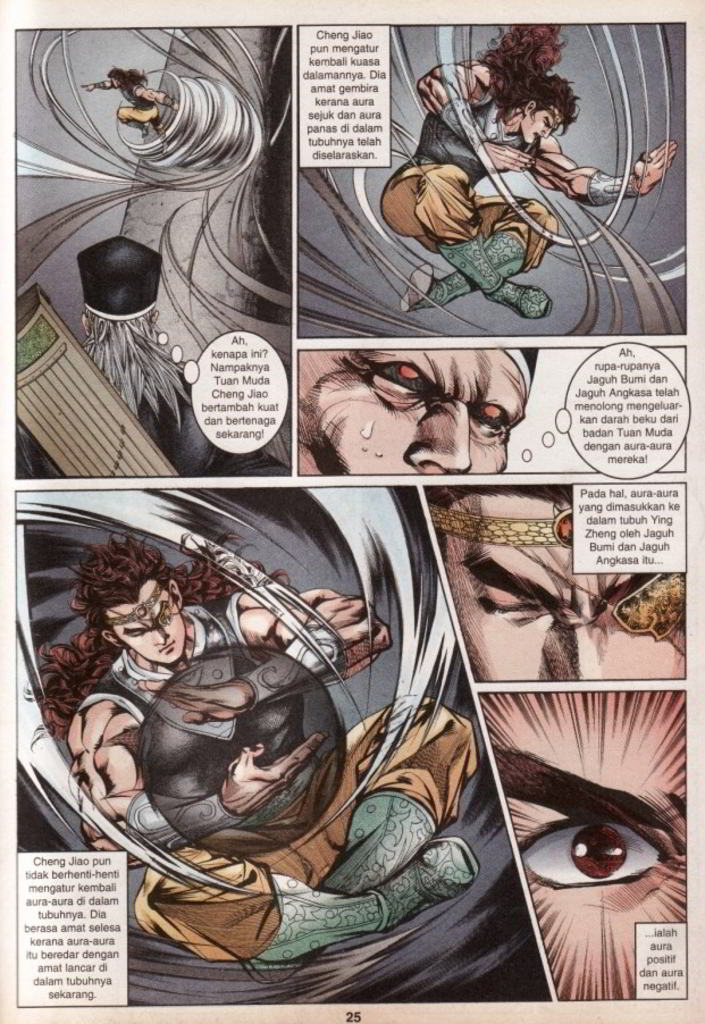 Cheng Jiao
pun mengatur
kembali kuasa
dalamannya. Dia
amat gembira
kerana aura
sejuk dan aura
panas di dalam
tubuhnya telah
diselaraskan.
Ah,
kenapa ini?
Nampaknya
Tuan Muda
Cheng Jiao
bertambah kuat
dan bertenaga
sekarang!
Ah,
rupa-rupanya
Jaguh Bumi dan
Jaguh Angkasa telah
menolong mengeluar-
kan darah beku dari
badan Tuan Muda
dengan aura-aura
mereka!
Cheng Jiao pun
tidak berhenti-henti
mengatur kembali
aura-aura di dalam
tubuhnya. Dia
berasa amat selesa
kerana aura-aura
itu beredar dengan
amat lancar di
dalam tubuhnya
sekarang.
Pada hal, aura-aura
yang dimasukkan ke
dalam tubuh Ying
Zheng oleh Jaguh
Bumi dan Jaguh
Angkasa itu...
...ialah
aura
positif
dan aura
negatif.
25